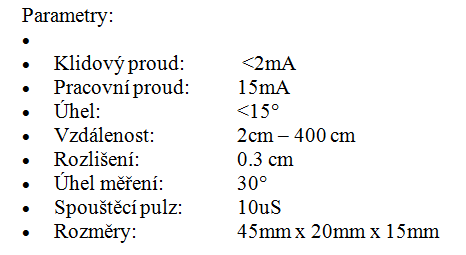 Parametry:
•
• Klidový proud: <2mA
• Pracovní proud: 15mA
• Úhel: <15°
• Vzdálenost: 2cm – 400 cm
• Rozlišení: 0.3 cm
• Úhel měření: 30°
• Spouštěcí pulz: 10uS
• Rozměry: 45mm x 20mm x 15mm